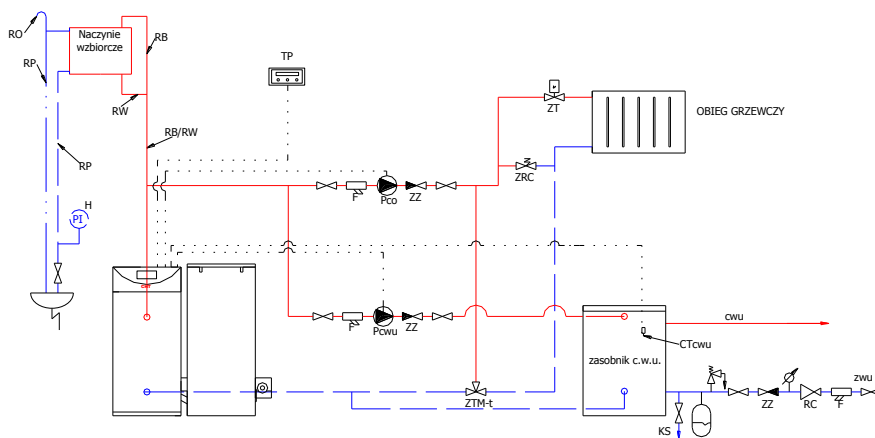 RO
Naczynie
wzbiorcze
RB
TP
RP
RW
ZT
OBIEG GRZEWCZY
RB/RW
RP
ZRC
F
Pco
ZZ
H
PI
F
Pcwu
ZZ
cwu
CTcwu
zasobnik c.w.u.
zwu
ZTM-t
ZZ
RC
F
KS